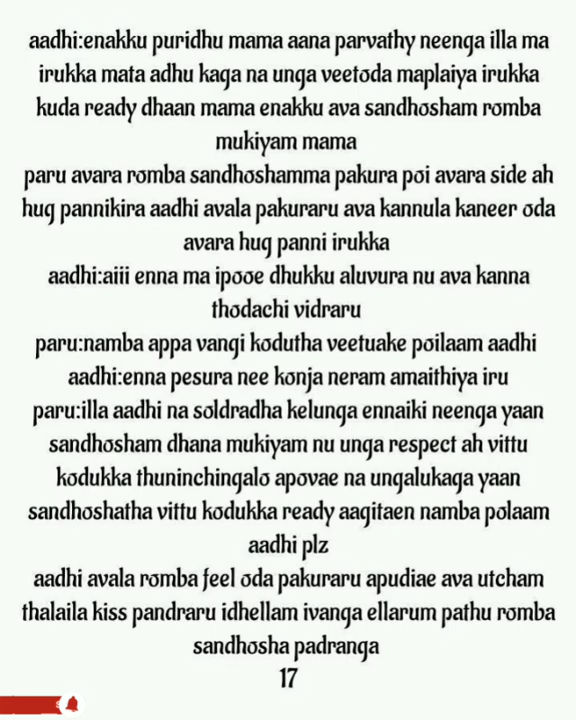 aadhi:enakku puridhu mama aana parvathy neenga illa ma
irukka mata adhu kaga na unga veetoda maplaiya irukka
kuda ready dhaan mama enakku ava sandhosham romba
mukiyam mama
paru avara romba sandhoshamma pakura poi avara side ah
hug pannikira aadhi avala pakuraru ava kannula kaneer oda
avara hug panni irukka
aadhi:aiii enna ma ipooe dhukku aluvura nu ava kanna
thodachi vidraru
paru:namba appa vangi kodutha veetuake poilaam aadhi
aadhi:enna pesura nee konja neram amaithiya iru
paru:illa aadhi na soldradha kelunga ennaiki neenga yaan
sandhosham dhana mukiyam nu unga respect ah vittu
kodukka thuninchingalo apovae na ungalukaga yaan
sandhoshatha vittu kodukka ready aagitaen namba polaam
aadhi plz
aadhi avala romba feel oda pakuraru apudiae ava utcham
thalaila kiss pandraru idhellam ivanga ellarum pathu romba
sandhosha padranga
17